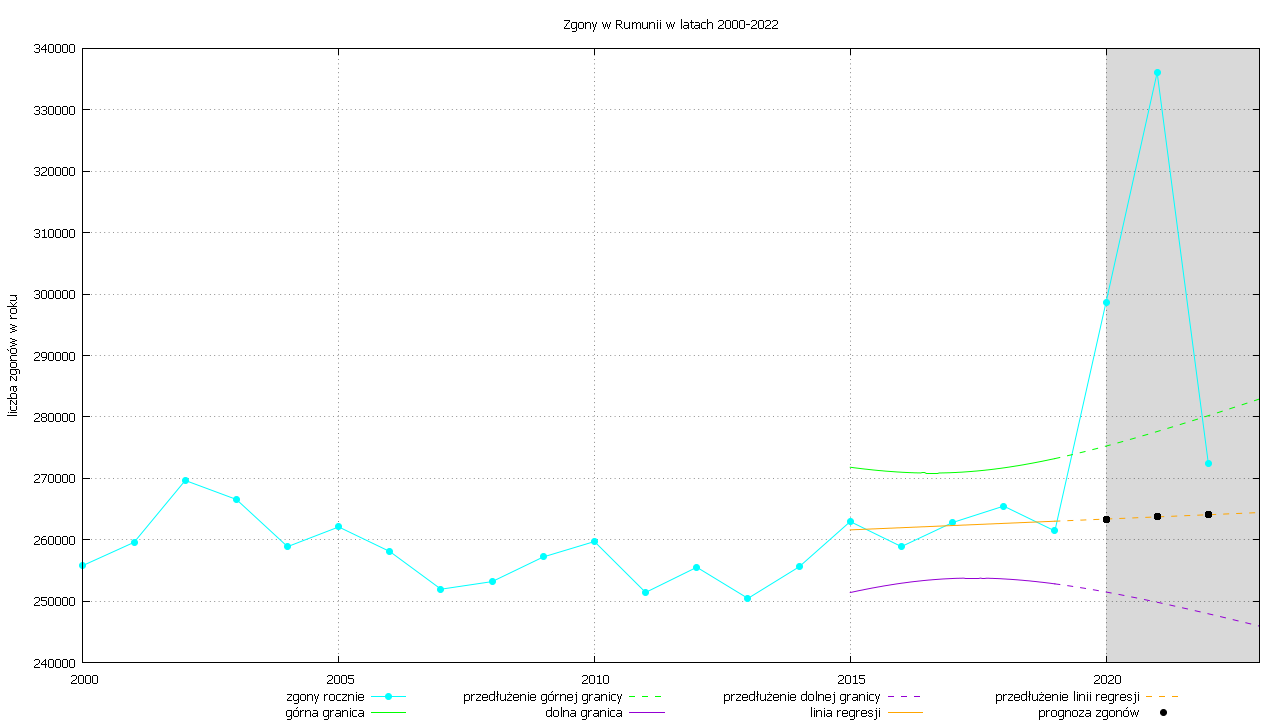 Zgony w Rumunii w latach 2000-2022
340000
330000
320000
310000
300000
290000
280000
270000
260000
250000
240000
liczba zgonów w roku
2000 2005 2010 2015 2020
zgony rocznie przedłużenie górnej granicy przedłużenie dolnej granicy przedłużenie linii regresji
górna granica dolna granica linia regresji prognoza zgonów